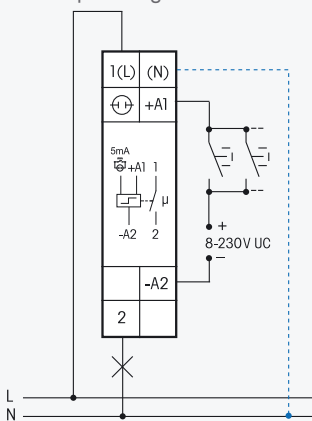 1(L) (N)
+A1
5mA
+A1 1
µ
-A2 2
+
8-230V UC
–
-A2
2
L
N